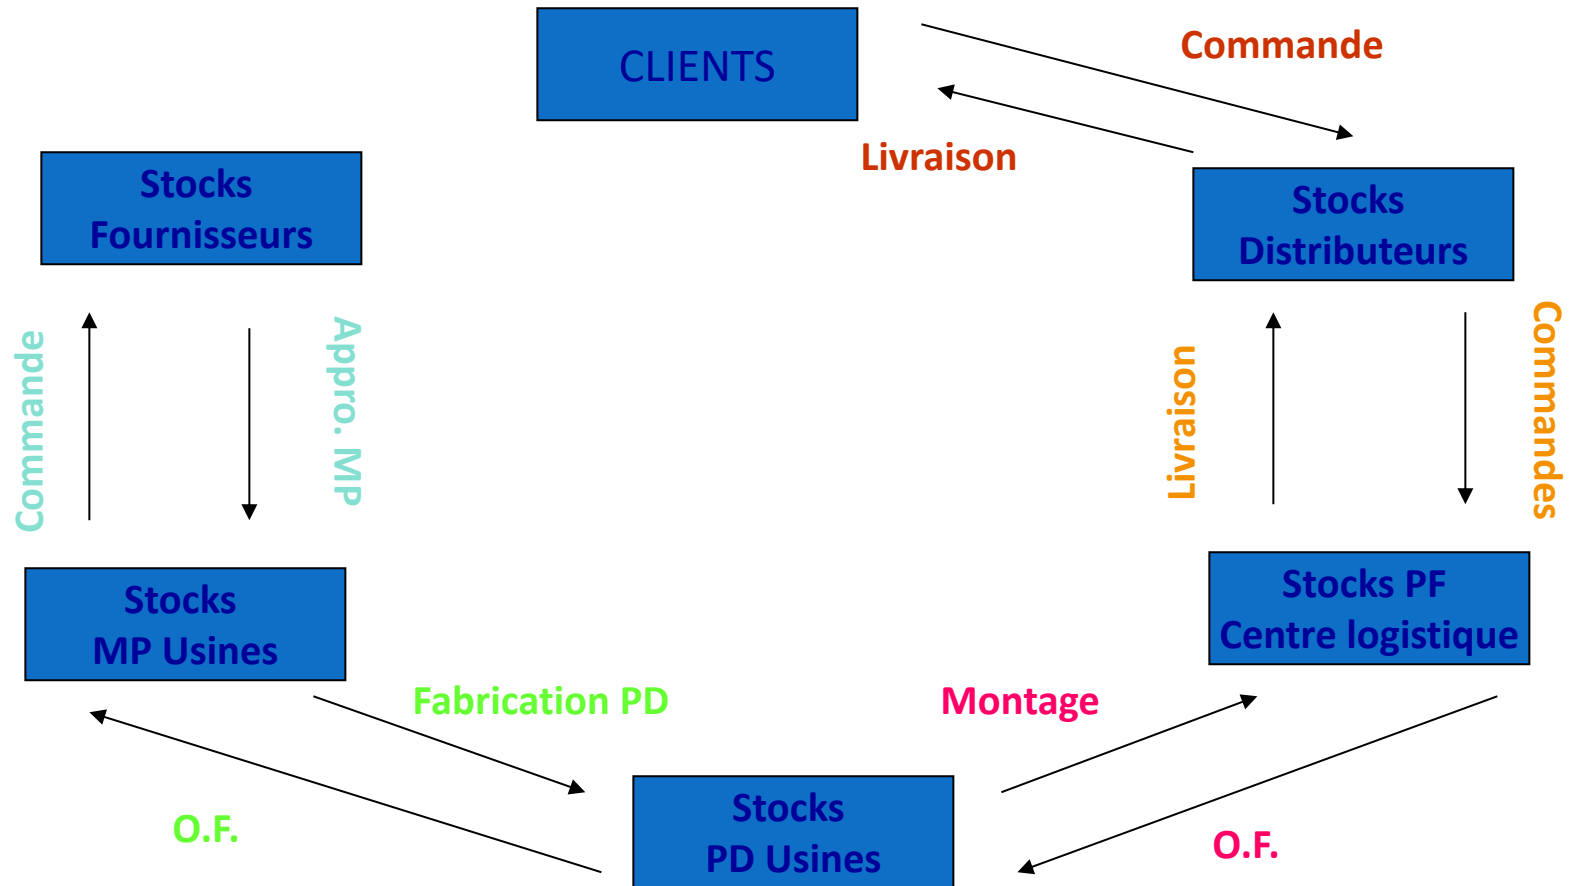 CLIENTS
Commande
Livraison
Stocks
Fournisseurs
Stocks
Distributeurs
Commande
Appro. MP
Livraison
Commandes
Stocks
MP Usines
Stocks PF
Centre logistique
Fabrication PD
Montage
O.F.
Stocks
PD Usines
O.F.